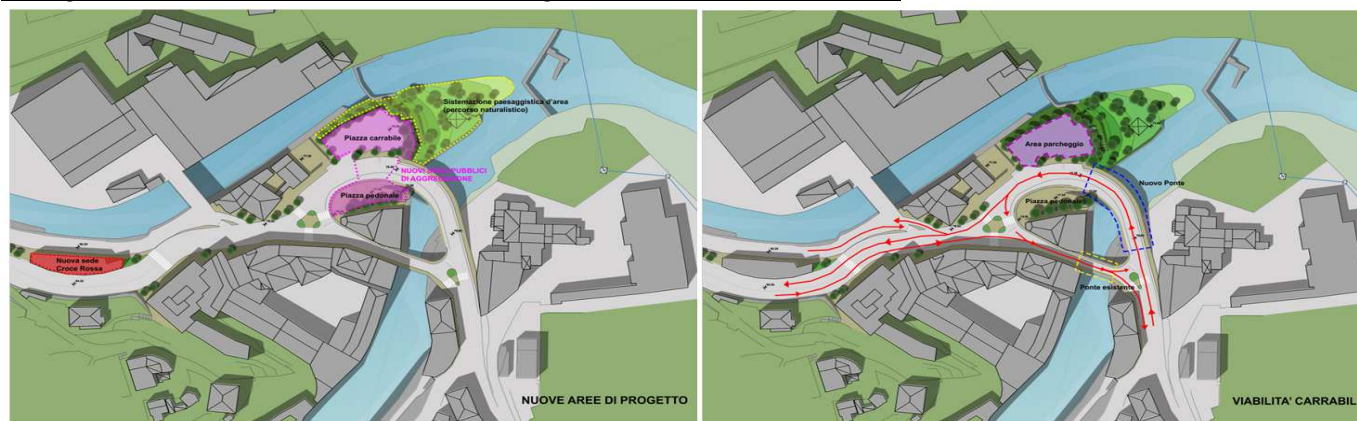 Sistemazione paesaggistica d'area
(percorso naturalistico)
Piazza carrabile
NUOVI SPAZI PUBBLICI
DI AGGREGAZIONE
Piazza pedonale
Nuova sede
Croce Rossa
NUOVE AREE DI PROGETTO
Area parcheggio
Nuovo Ponte
Piazza pedonale
Ponte esistente
VIABILITA' CARRABIL